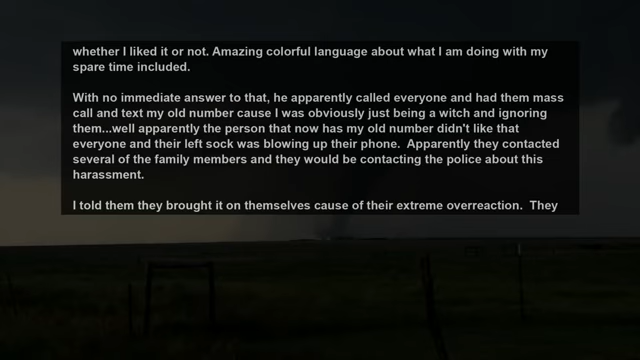 whether I liked it or not. Amazing colorful language about what I am doing with my
spare time included.
With no immediate answer to that, he apparently called everyone and had them mass
call and text my old number cause I was obviously just being a witch and ignoring
them...well apparently the person that now has my old number didn't like that
everyone and their left sock was blowing up their phone.  Apparently they contacted
several of the family members and they would be contacting the police about this
harassment.
I told them they brought it on themselves cause of their extreme overreaction.  They